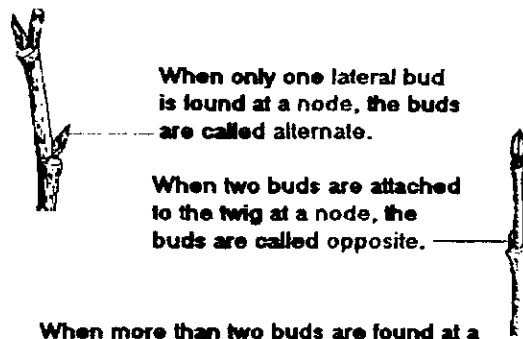 When only one lateral bud
is found at a node, the buds
are called alternate.
When two buds are attached
to the twig at a node, the
buds are called opposite.
When more than two buds are found at a